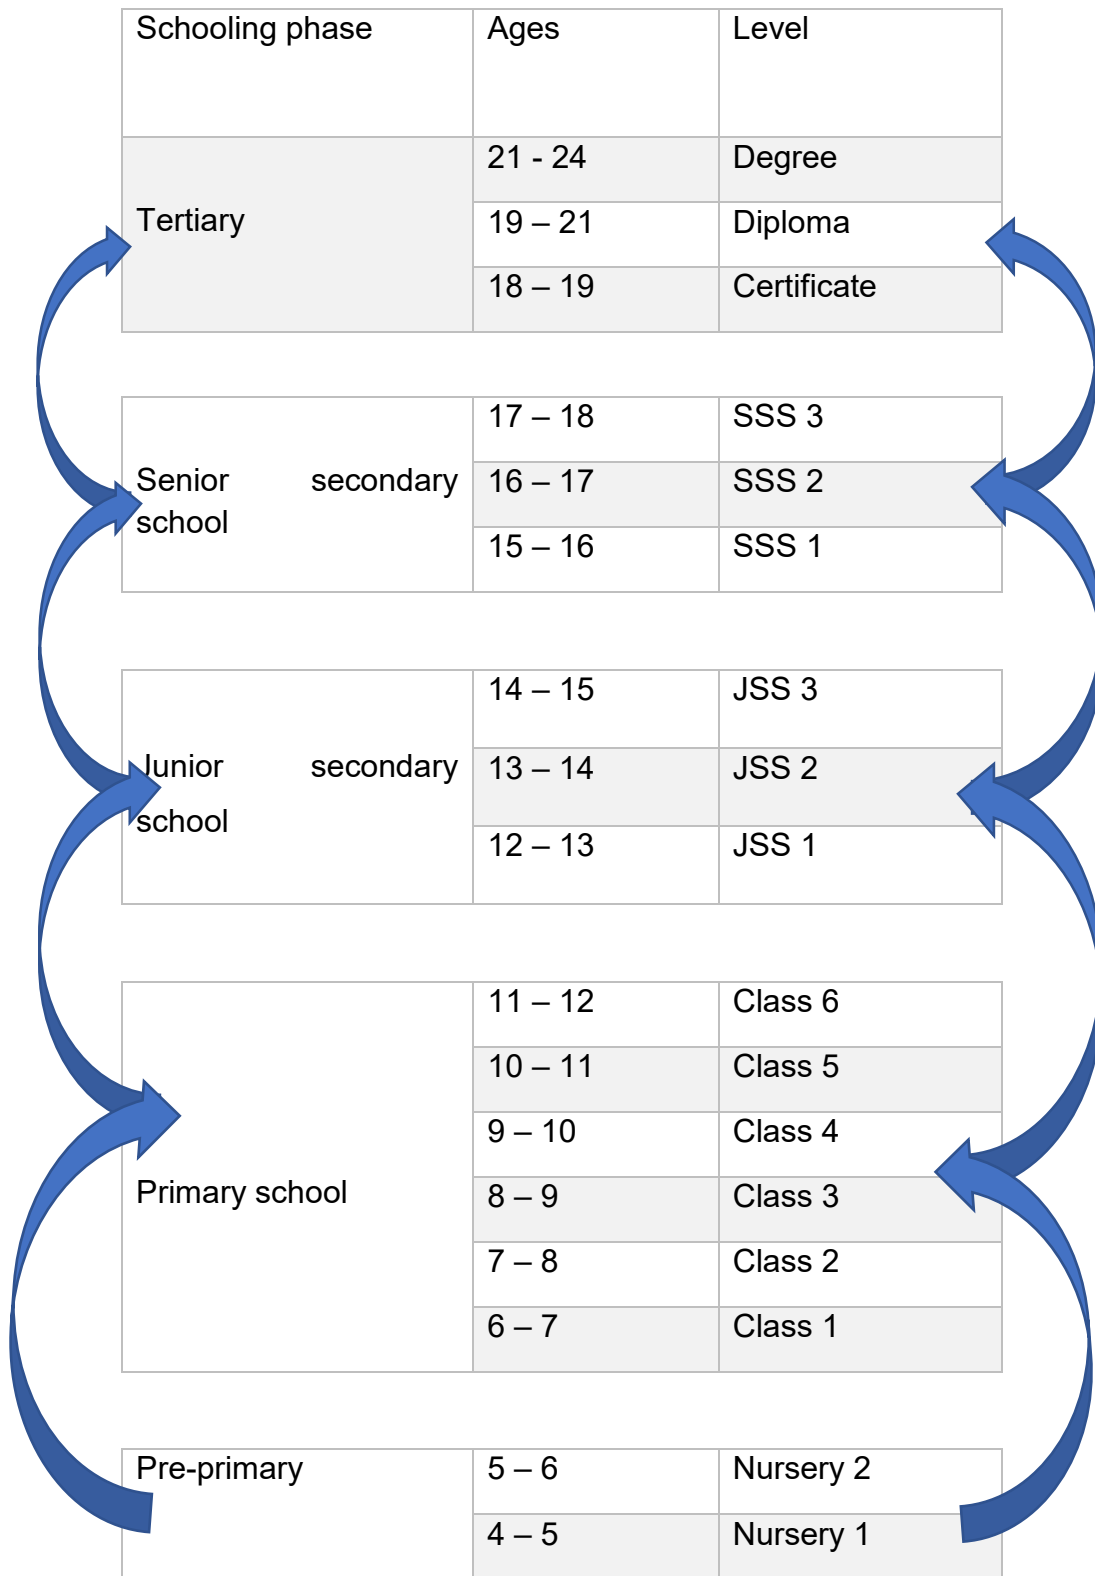 Schooling phase Ages Level
21 - 24 Degree
Tertiary 19 – 21 Diploma
18 – 19 Certificate
17 – 18 SSS 3
Senior secondary 16 – 17 SSS 2
school
15 – 16 SSS 1
14 – 15 JSS 3
Junior secondary 13 – 14 JSS 2
school
12 – 13 JSS 1
11 – 12 Class 6
10 – 11 Class 5
9 – 10 Class 4
Primary school 8 – 9 Class 3
7 – 8 Class 2
6 – 7 Class 1
Pre-primary 5 – 6 Nursery 2
4 – 5 Nursery 1